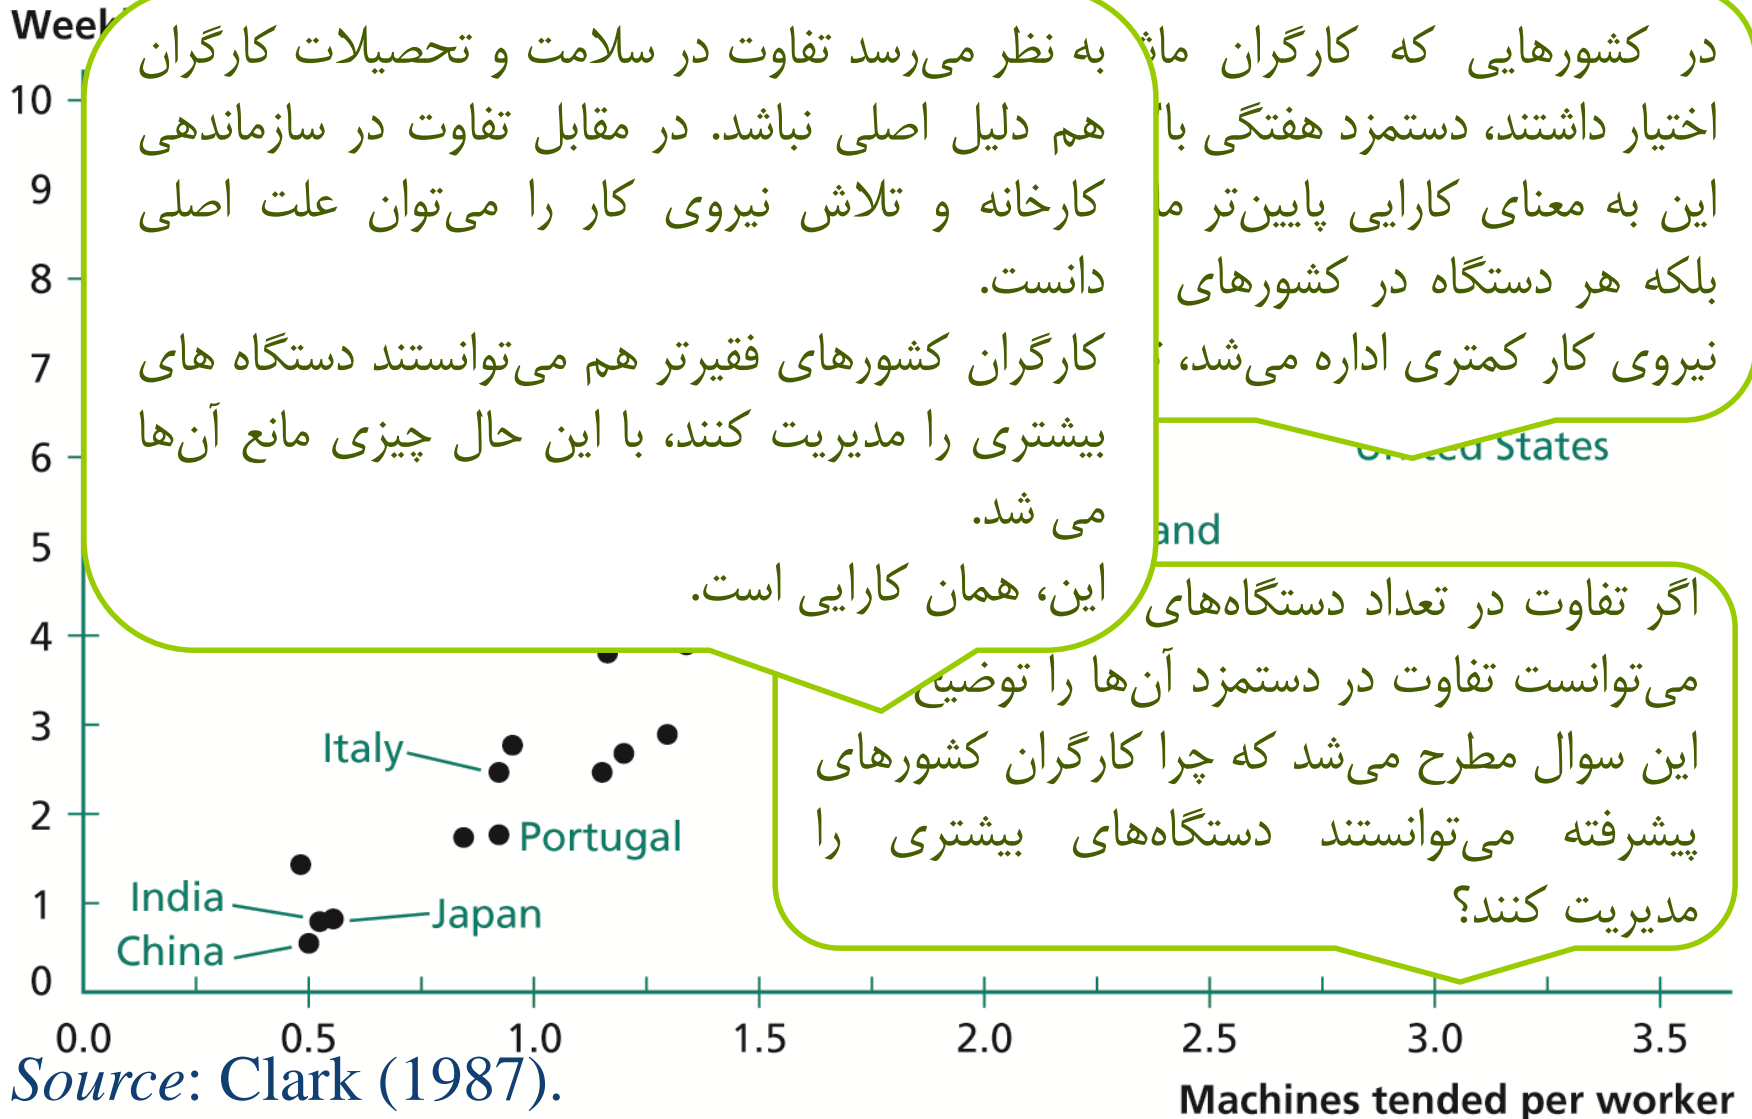 10
9
8
7
6
5
4
3
2
1
0
به نظر می‌رسد تفاوت در سلامت و تحصیلات کارگران
هم دلیل اصلی نباشد. در مقابل تفاوت در سازماندهی
کارخانه و تلاش نیروی کار را می‌توان علت اصلی
دانست.
کارگران کشورهای فقیرتر هم می‌توانستند دستگاه های
بیشتری را مدیریت کنند، با این حال چیزی مانع آن‌ها
می شد.
این، همان کارایی است.
در کشورهایی که کارگران
اختیار داشتند، دستمزد هفتگی
این به معنای کارایی پایین‌تر
بلکه هر دستگاه در کشورهای
نیروی کار کمتری اداره می‌شد،
States
اگر تفاوت در تعداد دستگاه‌های
می‌توانست تفاوت در دستمزد آن‌ها را توضیح
این سوال مطرح می‌شد که چرا کارگران کشورهای
پیشرفته می‌توانستند دستگاه‌های بیشتری را
مدیریت کنند؟
Italy
Portugal
India
Japan
China
0.0 0.5 1.0 1.5 2.0 2.5 3.0 3.5
Machines tended per worker
Source: Clark (1987).